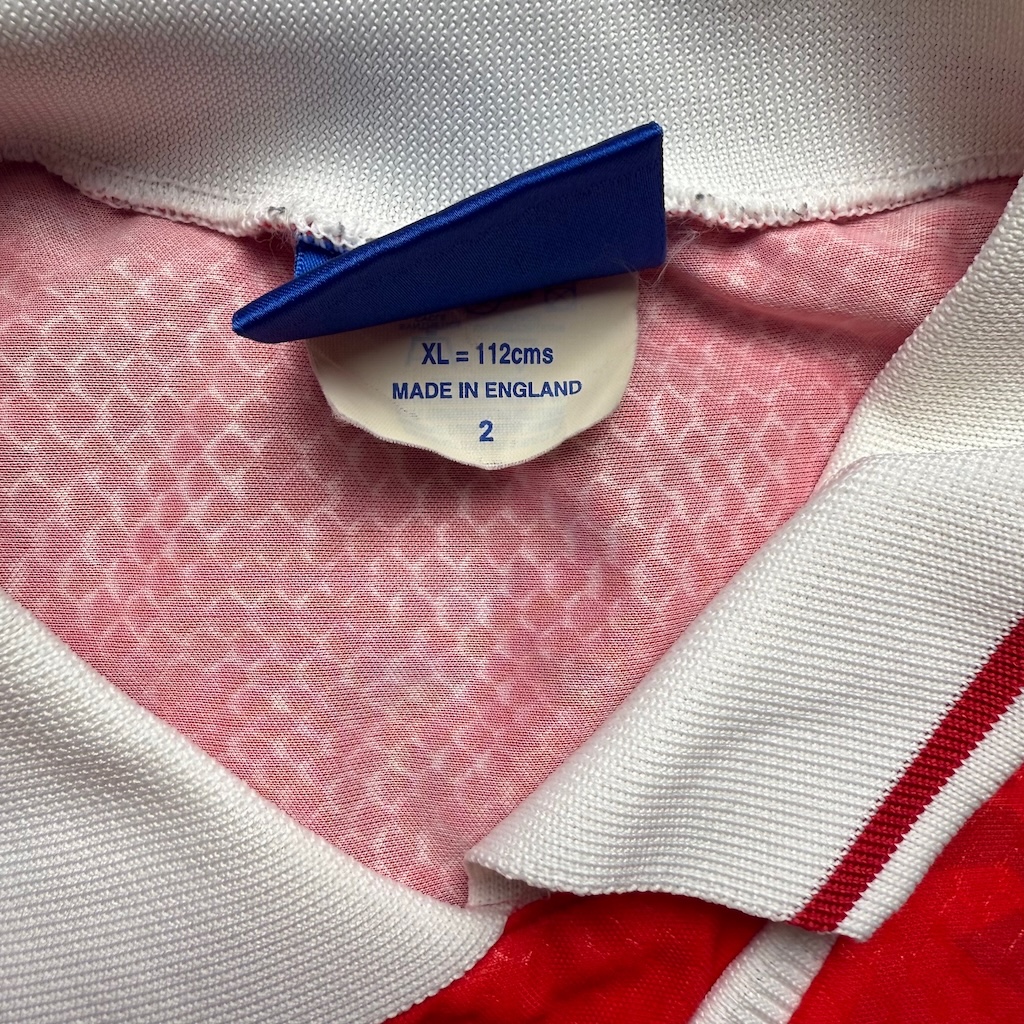 XL = 112cms
MADE IN ENGLAND
2